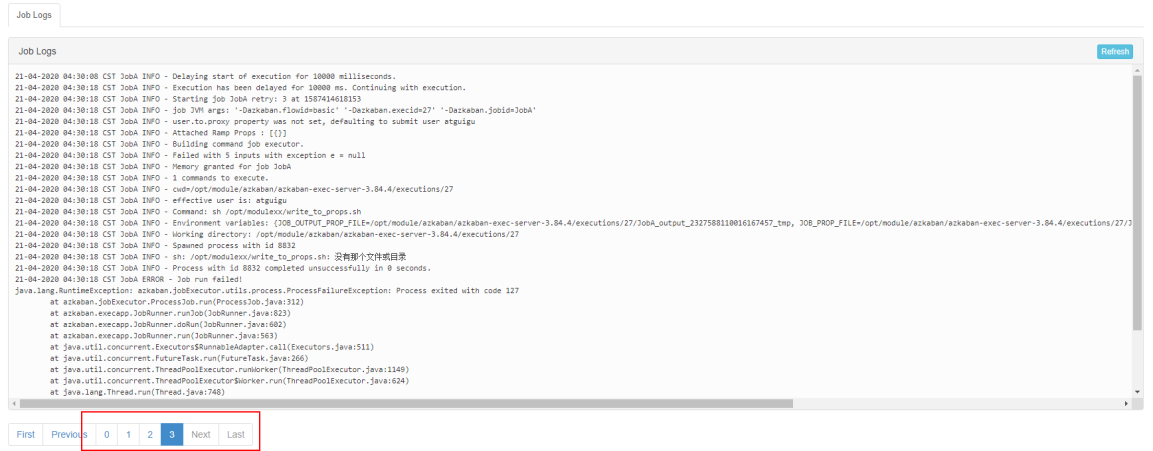 Job Logs
Job Logs
Refresh
21-04-2020 04:30:08 CST JobA INFO - Delaying start of execution for 10000 milliseconds.
21-04-2020 04:30:18 CST JobA INFO - Execution has been delayed for 10000 ms. Continuing with execution.
21-04-2020 04:30:18 CST JobA INFO - Starting job JobA retry: 3 at 1587414618153
21-04-2020 04:30:18 CST JobA INFO - job JVM args: '-Dazkaban.flowid=basic' '-Dazkaban.execid=27' '-Dazkaban.jobid=JobA'
21-04-2020 04:30:18 CST JobA INFO - user.to.proxy property was not set, defaulting to submit user atguigu
21-04-2020 04:30:18 CST JobA INFO - Attached Ramp Props : [{}]
21-04-2020 04:30:18 CST JobA INFO - Building command job executor.
21-04-2020 04:30:18 CST JobA INFO - Failed with 5 inputs with exception e = null
21-04-2020 04:30:18 CST JobA INFO - Memory granted for job JobA
21-04-2020 04:30:18 CST JobA INFO - 1 commands to execute.
21-04-2020 04:30:18 CST JobA INFO - cwd=/opt/module/azkaban/azkaban-exec-server-3.84.4/executions/27
21-04-2020 04:30:18 CST JobA INFO - effective user is: atguigu
21-04-2020 04:30:18 CST JobA INFO - Command: sh /opt/modulexx/write_to_props.sh
21-04-2020 04:30:18 CST JobA INFO - Environment variables: {JOB_OUTPUT_PROP_FILE=/opt/module/azkaban/azkaban-exec-server-3.84.4/executions/27/JobA_output_2327588110016167457_tmp, JOB_PROP_FILE=/opt/module/azkaban/azkaban-exec-server-3.84.4/executions/27/J
21-04-2020 04:30:18 CST JobA INFO - Working directory: /opt/module/azkaban/azkaban-exec-server-3.84.4/executions/27
21-04-2020 04:30:18 CST JobA INFO - Spawned process with id 8832
21-04-2020 04:30:18 CST JobA INFO - sh: /opt/modulexx/write_to_props.sh: 没有那个文件或目录
21-04-2020 04:30:18 CST JobA INFO - Process with id 8832 completed unsuccessfully in 0 seconds.
21-04-2020 04:30:18 CST JobA ERROR - Job run failed!
java.lang.RuntimeException: azkaban.jobExecutor.utils.process.ProcessFailureException: Process exited with code 127
at azkaban.jobExecutor.ProcessJob.run(ProcessJob.java:312)
at azkaban.execapp.JobRunner.runJob(JobRunner.java:823)
at azkaban.execapp.JobRunner.doRun(JobRunner.java:602)
at azkaban.execapp.JobRunner.run(JobRunner.java:563)
at java.util.concurrent.Executors$RunnableAdapter.call(Executors.java:511)
at java.util.concurrent.FutureTask.run(FutureTask.java:266)
at java.util.concurrent.ThreadPoolExecutor.runWorker(ThreadPoolExecutor.java:1149)
at java.util.concurrent.ThreadPoolExecutor$Worker.run(ThreadPoolExecutor.java:624)
at java.lang.Thread.run(Thread.java:748)
First Previous 0 1 2 3 Next Last